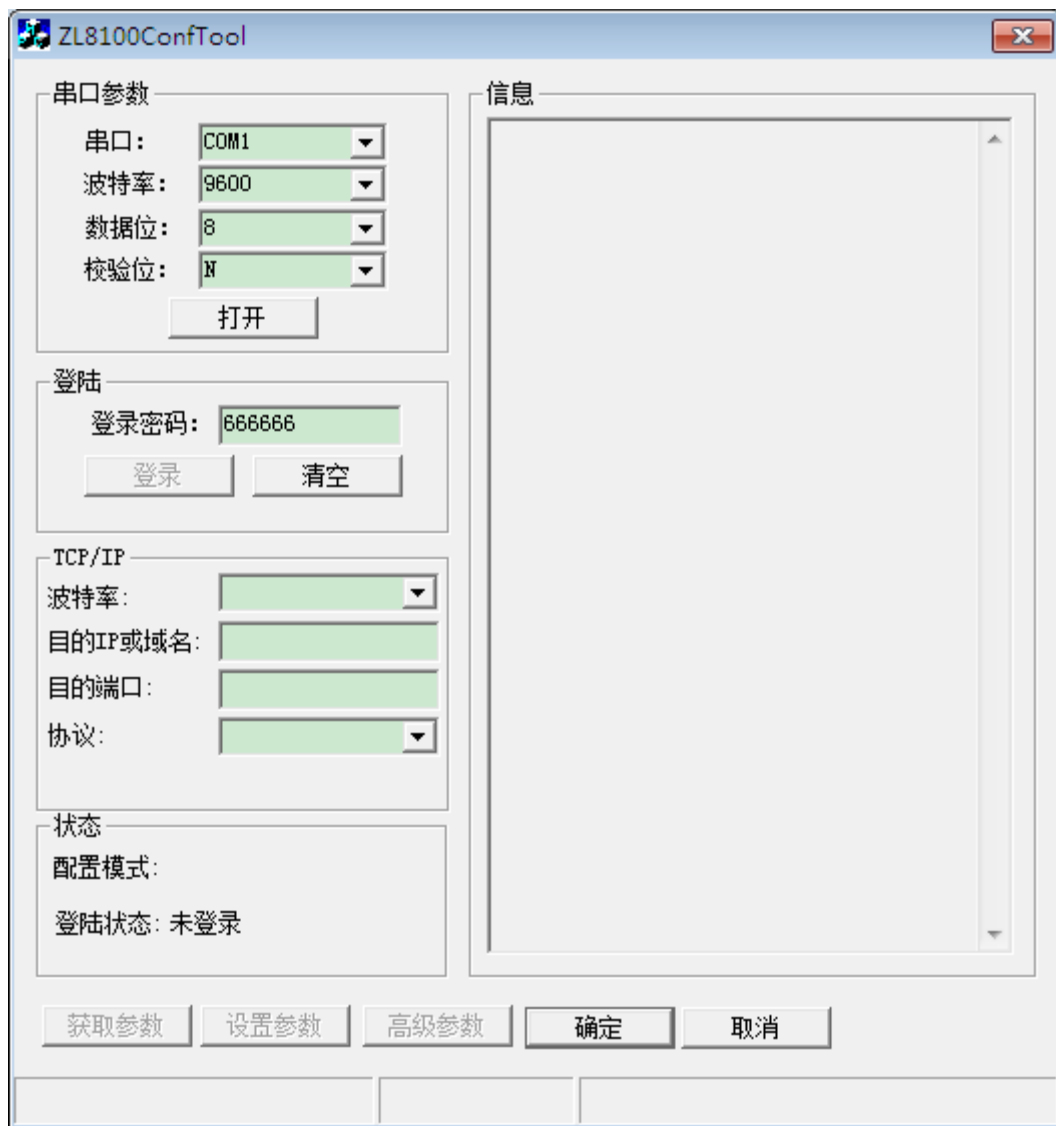 ZL8100ConfTool
串口参数
串口: COM1
波特率: 9600
数据位: 8
校验位: N
打开
登陆
登录密码: 666666
登录 清空
TCP/IP
波特率:
目的IP或域名:
目的端口:
协议:
状态
配置模式:
登陆状态: 未登录
信息
获取参数 设置参数 高级参数 确定 取消